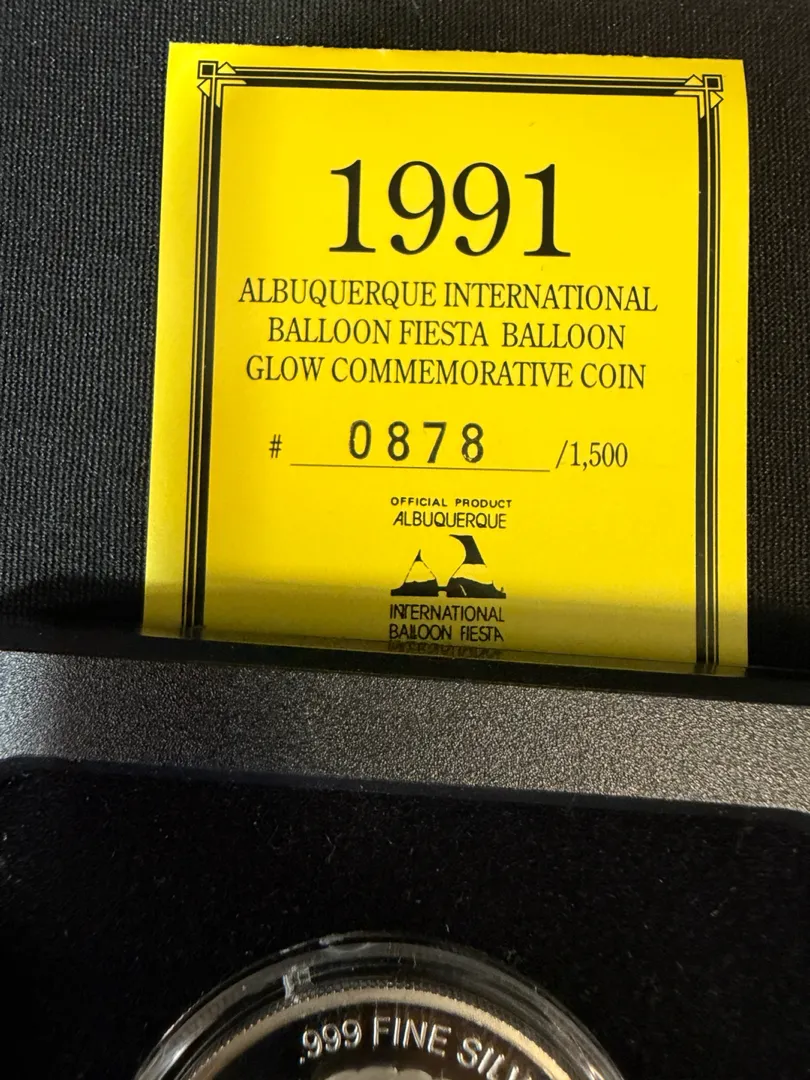 1991
ALBUQUERQUE INTERNATIONAL
BALLOON FIESTA BALLOON
GLOW COMMEMORATIVE COIN
# 0878 /1,500
OFFICIAL PRODUCT
ALBUQUERQUE
INTERNATIONAL
BALLOON FIESTA
.999 FINE